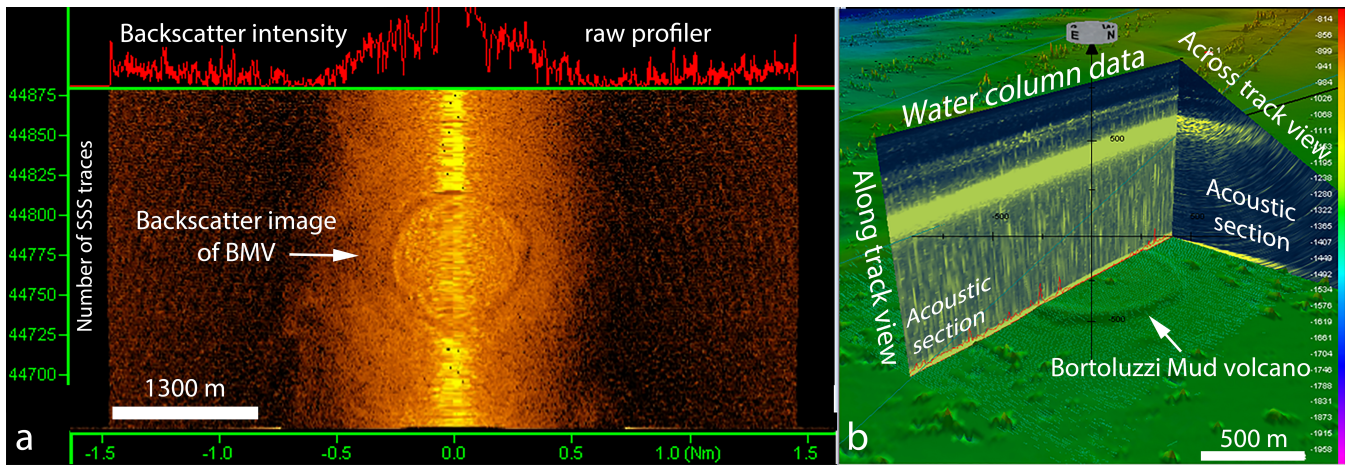 Backscatter intensity
raw profiler
44875
44850
44825
44800
44775
44750
44725
44700
Number of SSS traces
Backscatter image
of BMV
1300 m
a
-1.5
-1.0
-0.5
0.0
0.5
1.0 (Nm)
1.5
W
E N
Water column data
Across track view
Along track view
Acoustic
section
Acoustic
section
500
-500
-500
Bortoluzzi Mud volcano
500 m
b
-814
-856
-899
-941
-984
-1026
-1068
-1111
-1153
-1195
-1238
-1280
-1322
-1365
-1407
-1449
-1492
-1534
-1576
-1619
-1661
-1704
-1746
-1788
-1831
-1873
-1915
-1958